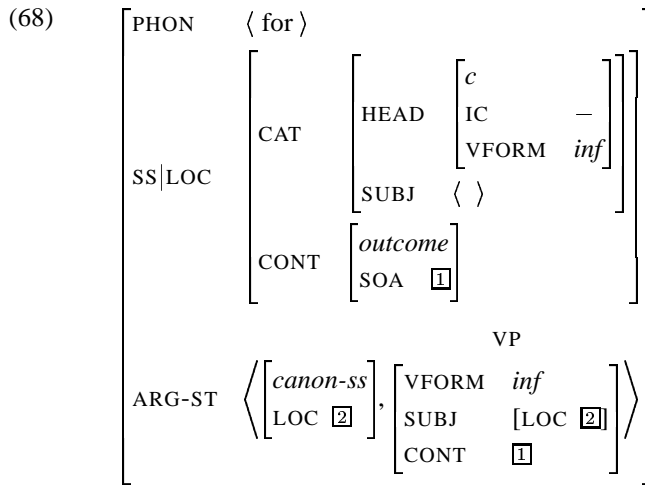 (68)
PHON ⟨ for ⟩
SS|LOC
CAT
HEAD
c
IC −
VFORM inf
SUBJ ⟨ ⟩
CONT
outcome
SOA 1
VP
ARG-ST ⟨ [canon-ss LOC 2], [VFORM inf SUBJ [LOC 2] CONT 1] ⟩